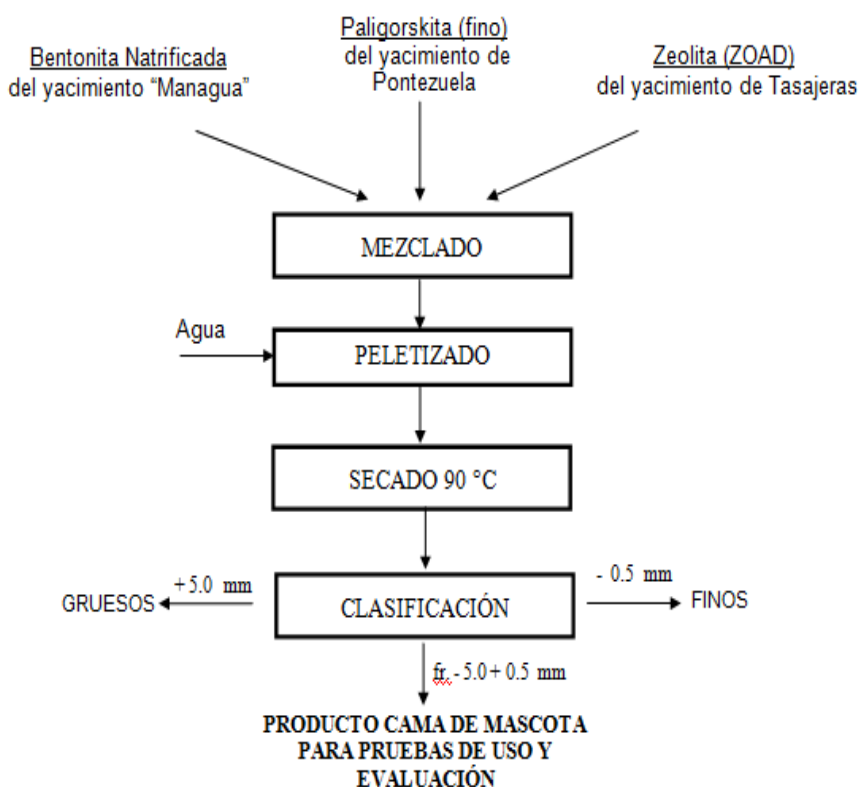 Bentonita Natrificada
del yacimiento “Managua”
Paligorskita (fino)
del yacimiento de
Pontezuela
Zeolita (ZOAD)
del yacimiento de Tasajeras
MEZCLADO
Agua
PELETIZADO
SECADO 90 °C
GRUESOS
+5.0 mm
CLASIFICACIÓN
- 0.5 mm
FINOS
fr. - 5.0 + 0.5 mm
PRODUCTO CAMA DE MASCOTA
PARA PRUEBAS DE USO Y
EVALUACIÓN